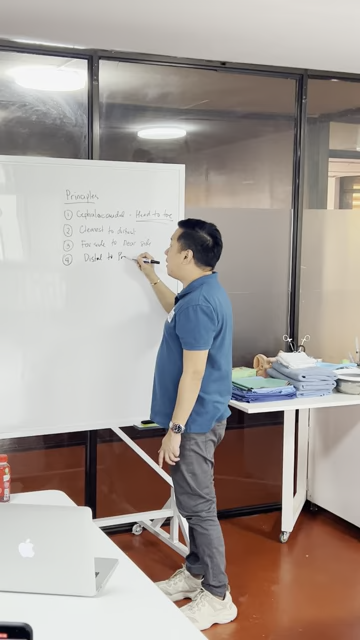 Principles
① Cephalocaudal - Head to toe
② Cleanest to dirtiest
③ Far side to Near side
④ Distal to Pr